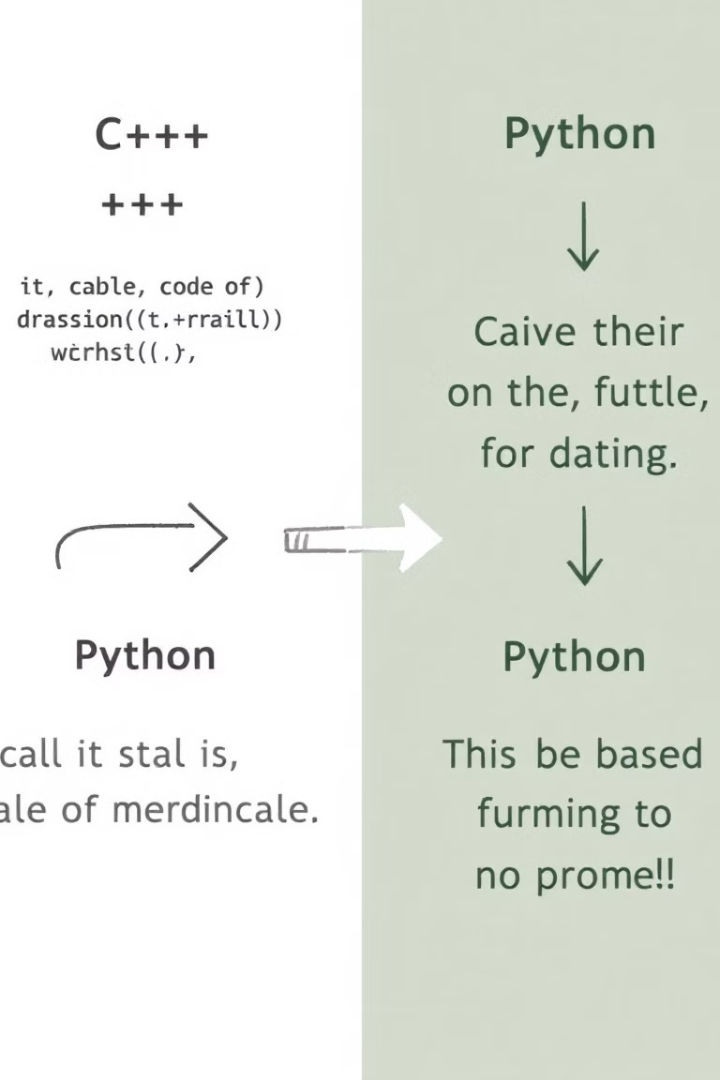 C+++
+++
it, cable, code of)
drassion((t.+rraill))
wċrhst((.},
Python
call it stal is,
ale of merdincale.
Python
Caive their
on the, futtle,
for dating.
Python
This be based
furming to
no prome!!